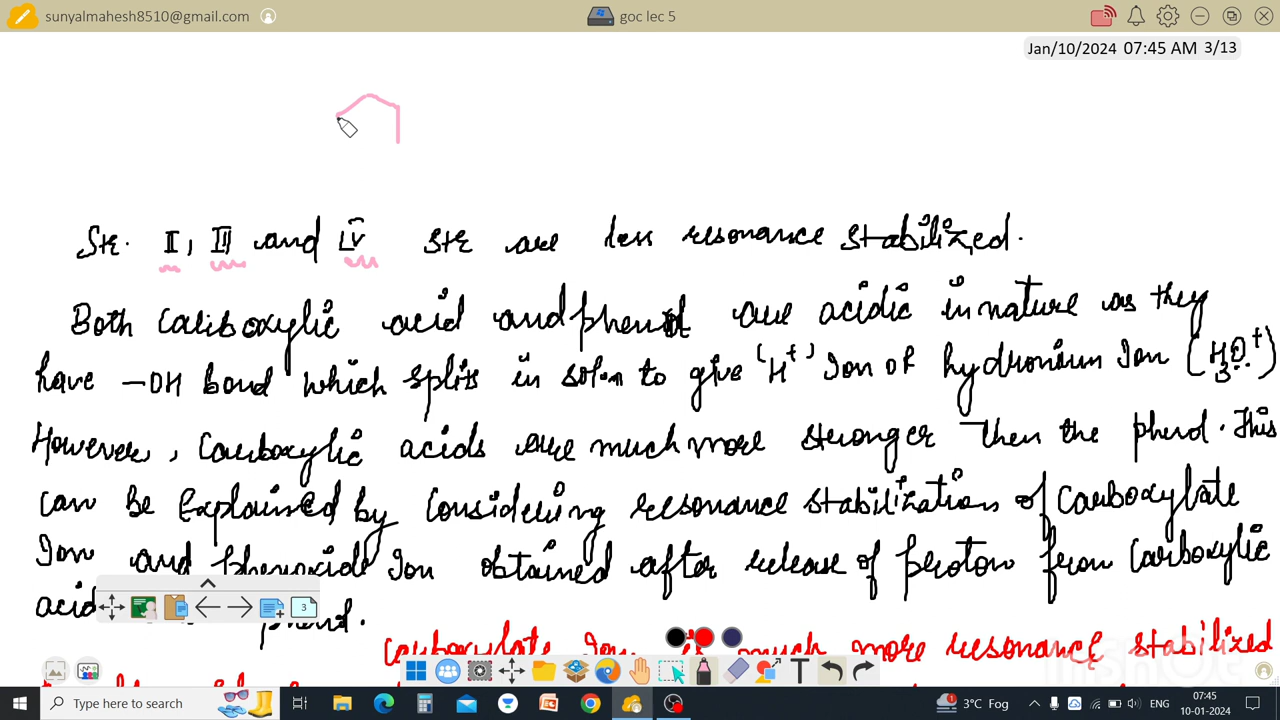 sunyalmahesh8510@gmail.com
goc lec 5
Jan/10/2024 07:45 AM 3/13
Str. II, III and IV str are less resonance stabilized.
Both Carboxylic acid and phenol are acidic in nature as they
have -OH bond which splits in soln to give (H+) Ion of hydronium Ion (H3O+)
However, Carboxylic acids are much more stronger then the phenol. This
can be Explained by Considering resonance stabilization of Carboxylate
Ion and phenoxide Ion obtained after release of proton from Carboxylic
acid phenol.
Carboxylate Ion is much more resonance stabilized
3
Type here to search
3°C Fog
ENG
07:45
10-01-2024